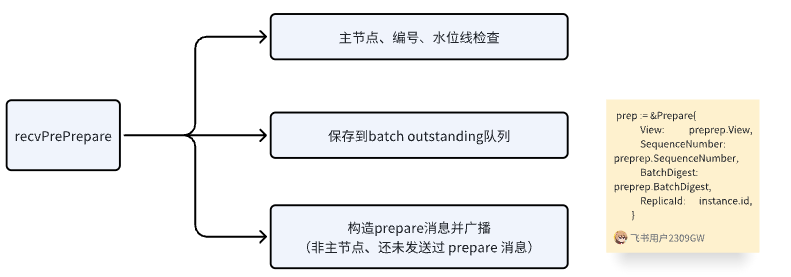 recvPrePrepare
主节点、编号、水位线检查
保存到batch outstanding队列
构造prepare消息并广播
（非主节点、还未发送过 prepare 消息）
prep := &Prepare{
View: preprep.View,
SequenceNumber:
preprep.SequenceNumber,
BatchDigest:
preprep.BatchDigest,
ReplicaId: instance.id,
}
飞书用户2309GW